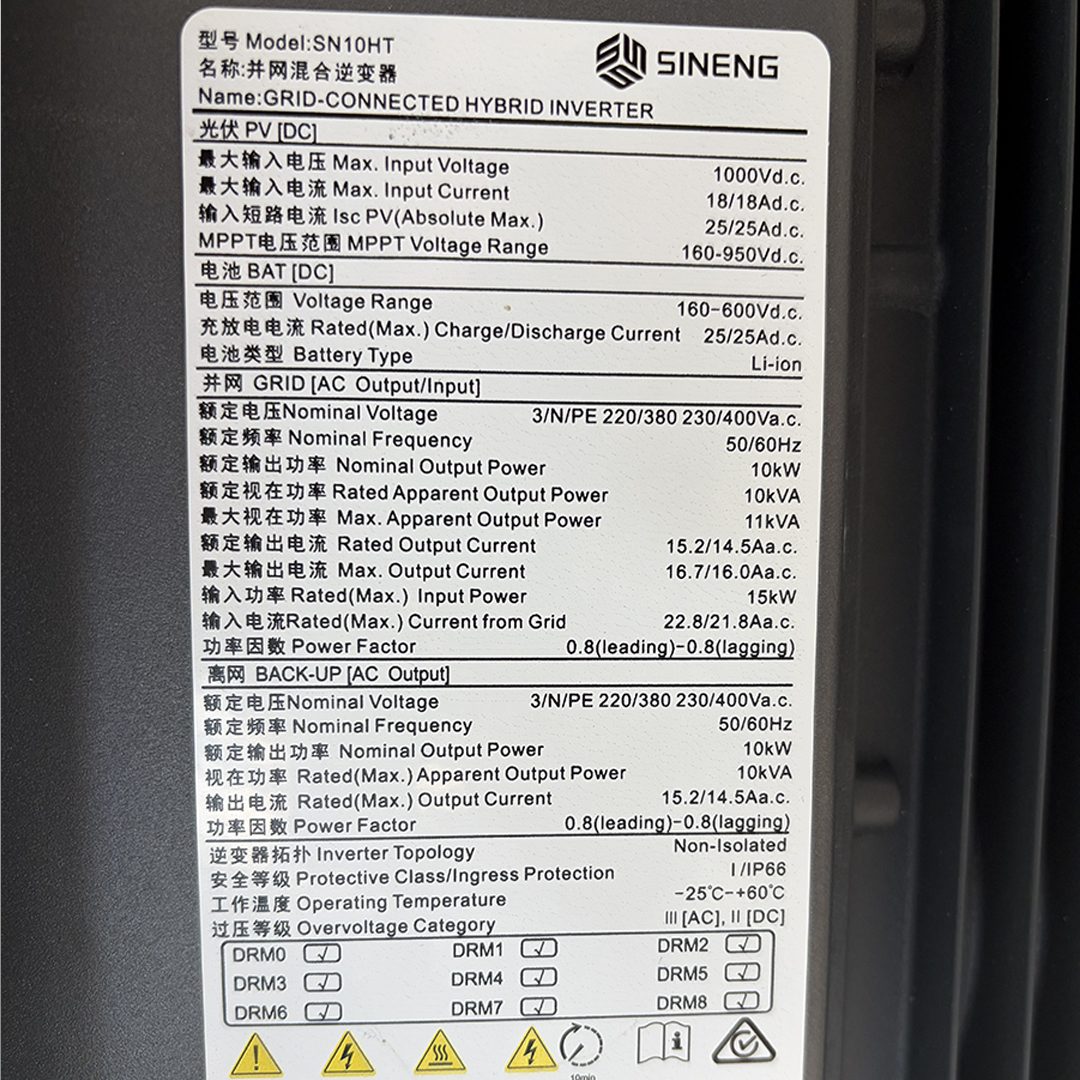 型号 Model:SN10HT
SINENG
名称:并网混合逆变器
Name:GRID-CONNECTED HYBRID INVERTER
光伏 PV [DC]
最大输入电压 Max. Input Voltage 1000Vd.c.
最大输入电流 Max. Input Current 18/18Ad.c.
输入短路电流 Isc PV(Absolute Max.) 25/25Ad.c.
MPPT电压范围 MPPT Voltage Range 160-950Vd.c.
电池 BAT [DC]
电压范围 Voltage Range 160-600Vd.c.
充放电电流 Rated(Max.) Charge/Discharge Current 25/25Ad.c.
电池类型 Battery Type Li-ion
并网 GRID [AC Output/Input]
额定电压Nominal Voltage 3/N/PE 220/380 230/400Va.c.
额定频率 Nominal Frequency 50/60Hz
额定输出功率 Nominal Output Power 10kW
额定视在功率 Rated Apparent Output Power 10kVA
最大视在功率 Max. Apparent Output Power 11kVA
额定输出电流 Rated Output Current 15.2/14.5Aa.c.
最大输出电流 Max. Output Current 16.7/16.0Aa.c.
输入功率 Rated(Max.) Input Power 15kW
输入电流Rated(Max.) Current from Grid 22.8/21.8Aa.c.
功率因数 Power Factor 0.8(leading)-0.8(lagging)
离网 BACK-UP [AC Output]
额定电压Nominal Voltage 3/N/PE 220/380 230/400Va.c.
额定频率 Nominal Frequency 50/60Hz
额定输出功率 Nominal Output Power 10kW
视在功率 Rated(Max.) Apparent Output Power 10kVA
输出电流 Rated(Max.) Output Current 15.2/14.5Aa.c.
功率因数 Power Factor 0.8(leading)-0.8(lagging)
逆变器拓扑 Inverter Topology Non-Isolated
安全等级 Protective Class/Ingress Protection I /IP66
工作温度 Operating Temperature -25℃-+60℃
过压等级 Overvoltage Category III [AC], II [DC]
DRM0 √ DRM1 √ DRM2 √
DRM3 √ DRM4 √ DRM5 √
DRM6 √ DRM7 √ DRM8 √
10min